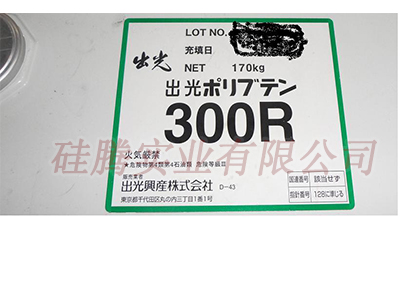 LOT NO.
充填日
出光
NET 170kg
出光ポリブテン
300R
硅腾实业有限公司
火気厳禁
★危険物第4類第4石油類 危険等級Ⅲ
販売業者
出光興産株式会社 D-43
東京都千代田区丸の内三丁目1番1号
国連番号 該当せず
指針番号 128に準じる